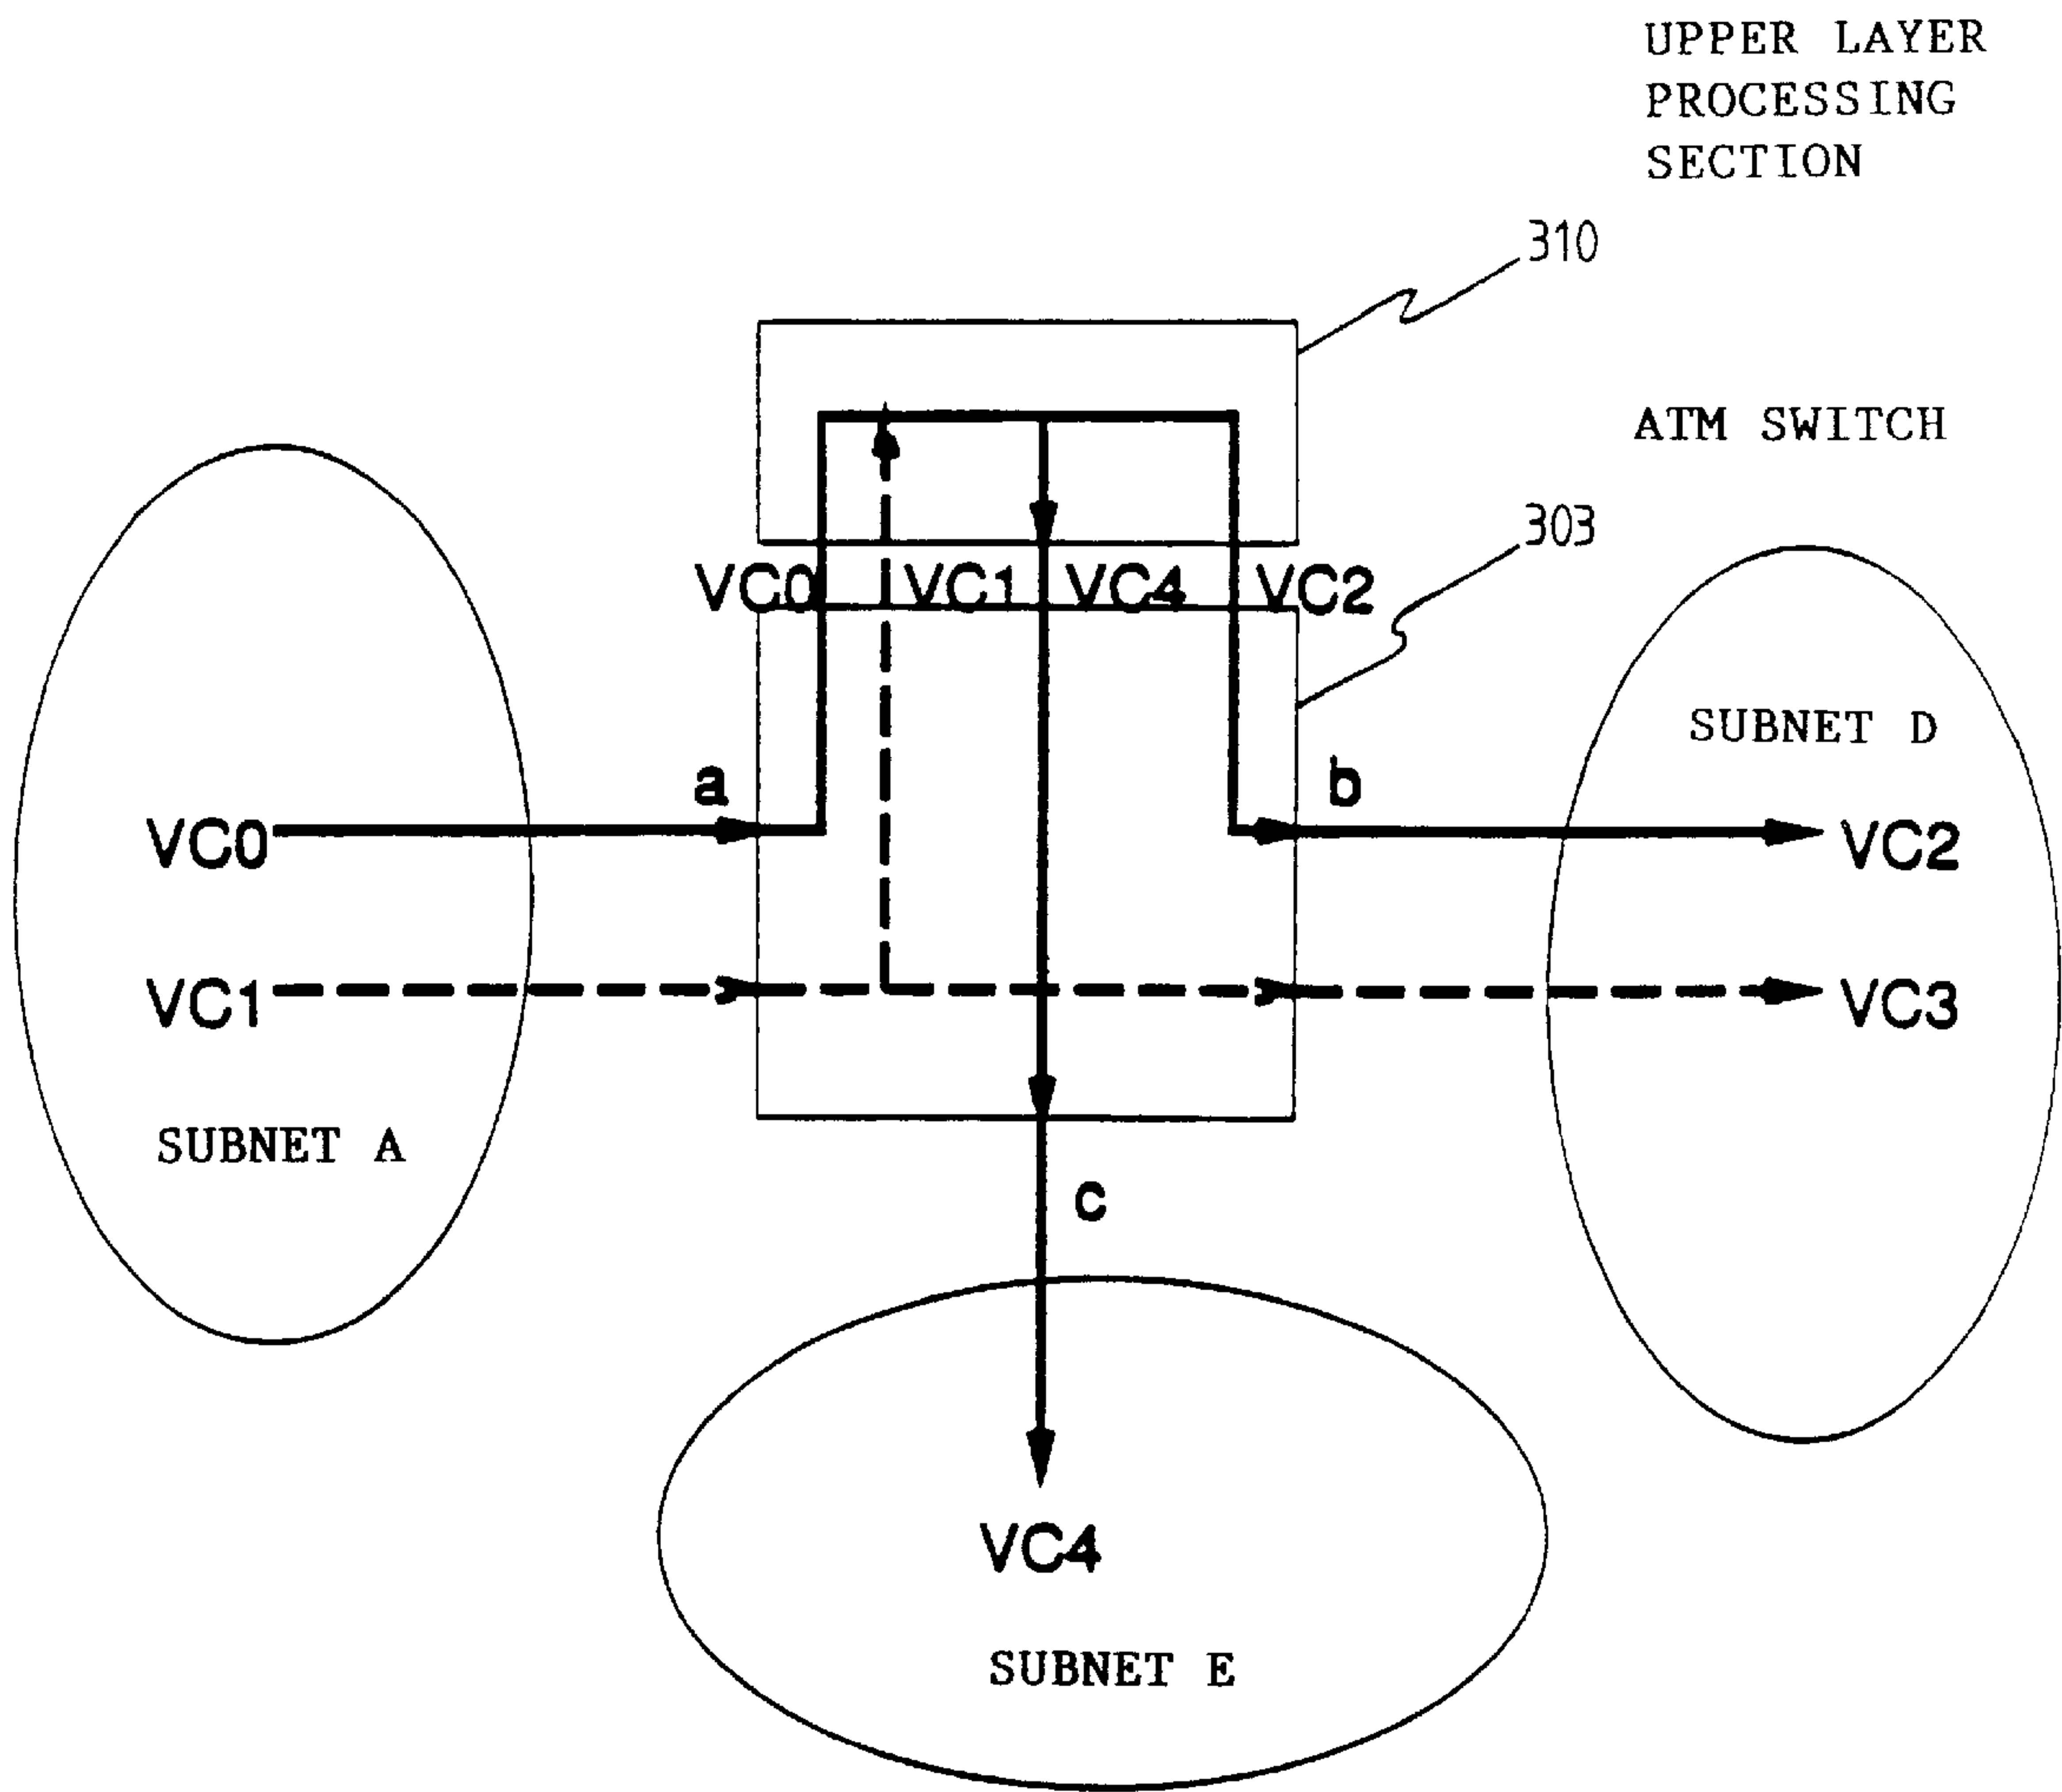 UPPER LAYER
PROCESSING
SECTION
310
ATM SWITCH
303
VC0 VC1 VC4 VC2
SUBNET D
a b
VC0 VC2
VC1 VC3
SUBNET A
c
VC4
SUBNET E